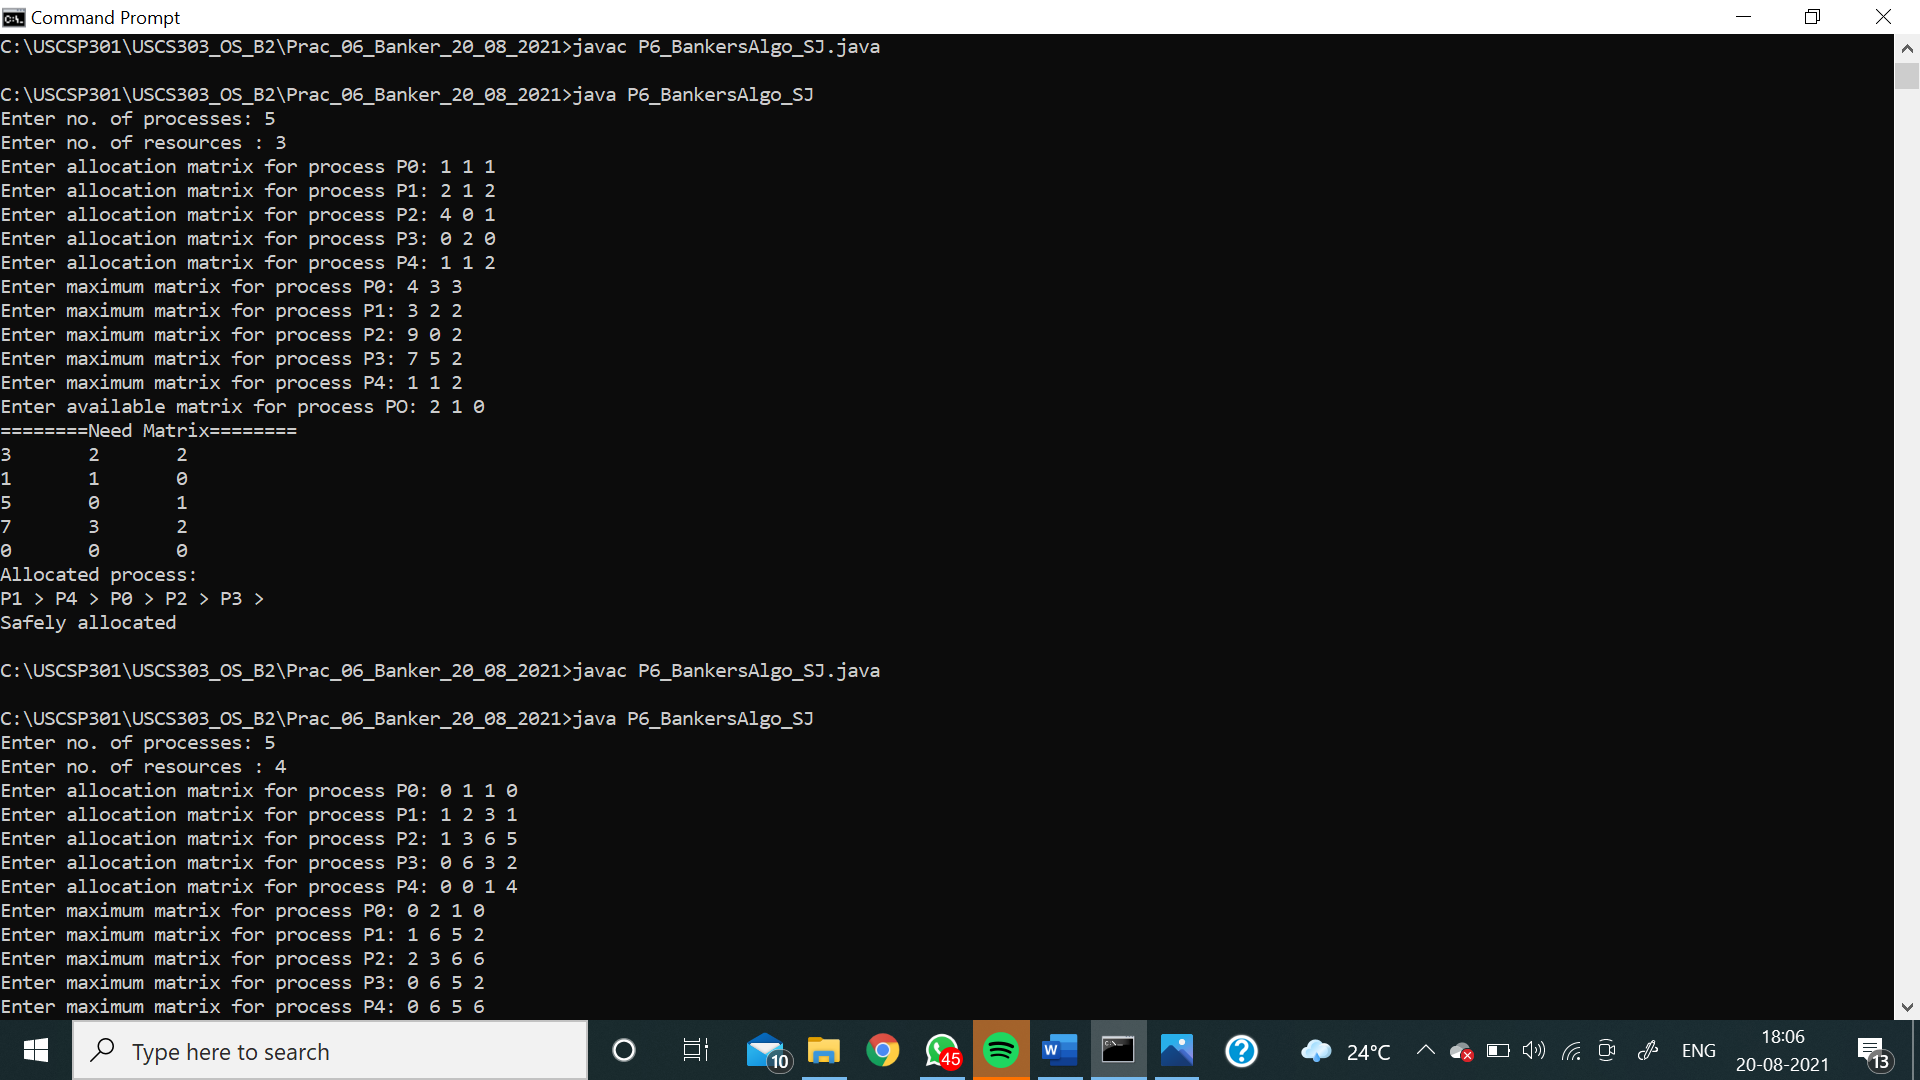 Command Prompt
C:\USCSP301\USCS303_OS_B2\Prac_06_Banker_20_08_2021>javac P6_BankersAlgo_SJ.java
C:\USCSP301\USCS303_OS_B2\Prac_06_Banker_20_08_2021>java P6_BankersAlgo_SJ
Enter no. of processes: 5
Enter no. of resources : 3
Enter allocation matrix for process P0: 1 1 1
Enter allocation matrix for process P1: 2 1 2
Enter allocation matrix for process P2: 4 0 1
Enter allocation matrix for process P3: 0 2 0
Enter allocation matrix for process P4: 1 1 2
Enter maximum matrix for process P0: 4 3 3
Enter maximum matrix for process P1: 3 2 2
Enter maximum matrix for process P2: 9 0 2
Enter maximum matrix for process P3: 7 5 2
Enter maximum matrix for process P4: 1 1 2
Enter available matrix for process PO: 2 1 0
========Need Matrix========
3 2 2
1 1 0
5 0 1
7 3 2
0 0 0
Allocated process:
P1 > P4 > P0 > P2 > P3 >
Safely allocated
C:\USCSP301\USCS303_OS_B2\Prac_06_Banker_20_08_2021>javac P6_BankersAlgo_SJ.java
C:\USCSP301\USCS303_OS_B2\Prac_06_Banker_20_08_2021>java P6_BankersAlgo_SJ
Enter no. of processes: 5
Enter no. of resources : 4
Enter allocation matrix for process P0: 0 1 1 0
Enter allocation matrix for process P1: 1 2 3 1
Enter allocation matrix for process P2: 1 3 6 5
Enter allocation matrix for process P3: 0 6 3 2
Enter allocation matrix for process P4: 0 0 1 4
Enter maximum matrix for process P0: 0 2 1 0
Enter maximum matrix for process P1: 1 6 5 2
Enter maximum matrix for process P2: 2 3 6 6
Enter maximum matrix for process P3: 0 6 5 2
Enter maximum matrix for process P4: 0 6 5 6
Type here to search
10
45
24°C
ENG
18:06
20-08-2021
13